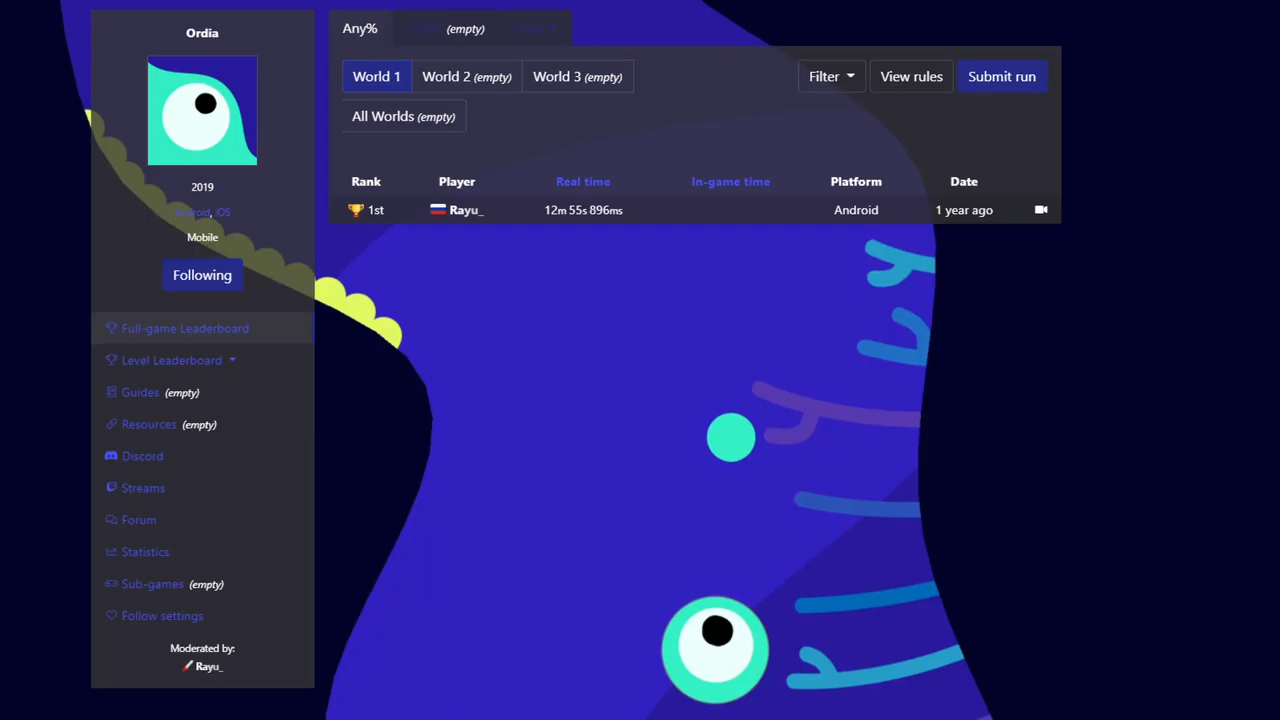 Ordia
2019
Android, iOS
Mobile
Following
Full-game Leaderboard
Level Leaderboard
Guides (empty)
Resources (empty)
Discord
Streams
Forum
Statistics
Sub-games (empty)
Follow settings
Moderated by:
Rayu_
Any% (empty)
World 1 World 2 (empty) World 3 (empty) Filter View rules Submit run
All Worlds (empty)
Rank Player Real time In-game time Platform Date
1st Rayu_ 12m 55s 896ms Android 1 year ago